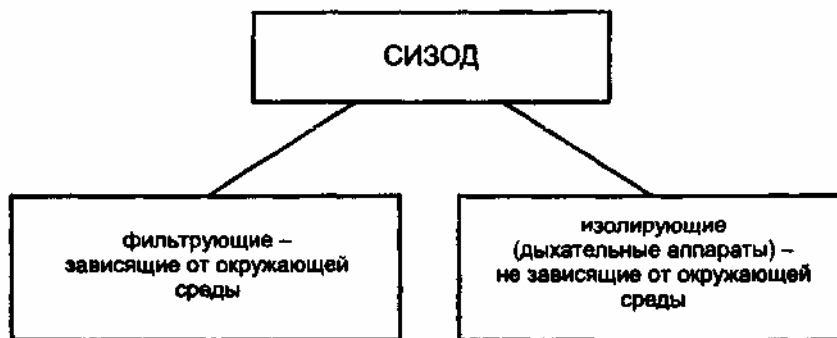 СИЗОД
фильтрующие –
зависящие от окружающей
среды
изолирующие
(дыхательные аппараты) –
не зависящие от окружающей
среды